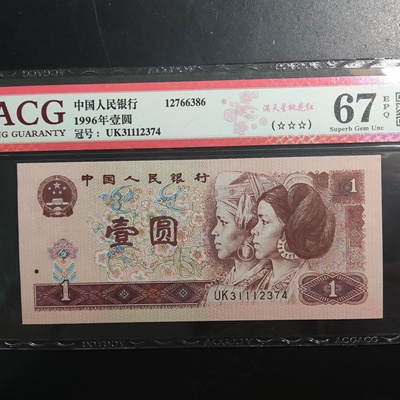 ACG
NG GUARANTY
中国人民银行 12766386
1996年壹圆
冠号: UK31112374
满天星桃花红
(☆☆☆)
67 EPQ
Superb Gem Unc
中国人民银行
1
壹圆
1
1
UK31112374